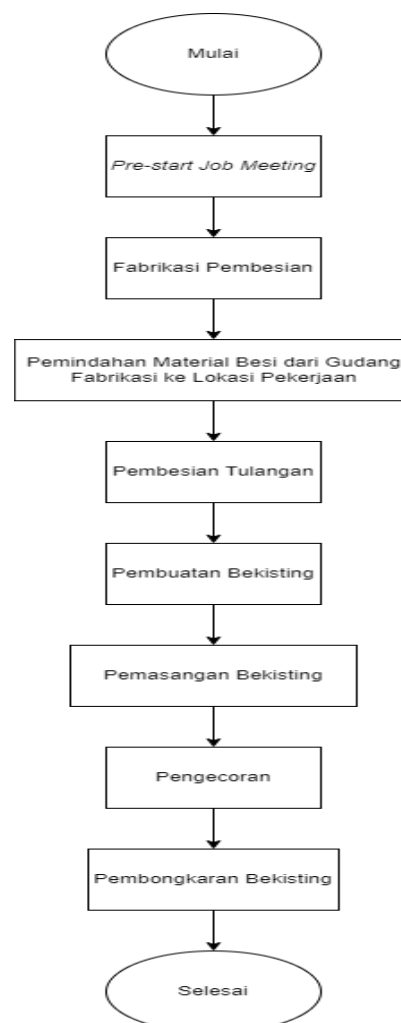 Mulai
Pre-start Job Meeting
Fabrikasi Pembesian
Pemindahan Material Besi dari Gudang
Fabrikasi ke Lokasi Pekerjaan
Pembesian Tulangan
Pembuatan Bekisting
Pemasangan Bekisting
Pengecoran
Pembongkaran Bekisting
Selesai